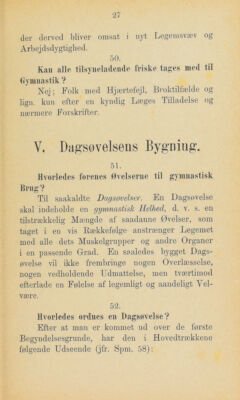 27
der derved bliver omsat i nyt Legemsvæv og
Arbejdsdygtighed.
50.
Kan alle tilsyneladende friske tages med til
Gymnastik?
Nej; Folk med Hjærtefejl, Broktilfælde og
lign. kun efter en kyndig Læges Tilladelse og
nærmere Forskrifter.
V. Dagsøvelsens Bygning.
51.
Hvorledes forenes Øvelserne til gymnastisk
Brug?
Til saakaldte Dagsøvelser. En Dagsøvelse
skal indeholde en gymnastisk Helhed, d. v. s. en
tilstrækkelig Mængde af saadanne Øvelser, som
taget i en vis Rækkefølge anstrænger Legemet
med alle dets Muskelgrupper og andre Organer
i en passende Grad. En saaledes bygget Dags-
øvelse vil ikke frembringe nogen Overlæsselse,
nogen vedholdende Udmattelse, men tværtimod
efterlade en Følelse af legemligt og aandeligt Vel-
være.
52.
Hvorledes ordnes en Dagsøvelse?
Efter at man er kommet ud over de første
Begyndelsesgrunde, har den i Hovedtrækkene
følgende Udseende (jfr. Spm. 58):